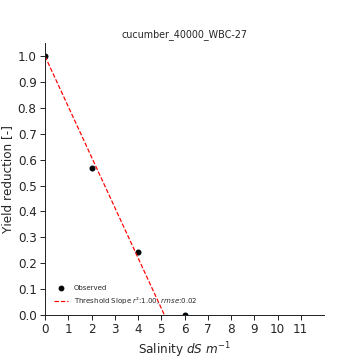 cucumber_40000_WBC-27
Yield reduction [-]
1.0
0.9
0.8
0.7
0.6
0.5
0.4
0.3
0.2
0.1
0.0
Observed
Threshold Slope r²:1.00, rmse:0.02
0 1 2 3 4 5 6 7 8 9 10 11
Salinity dS m⁻¹